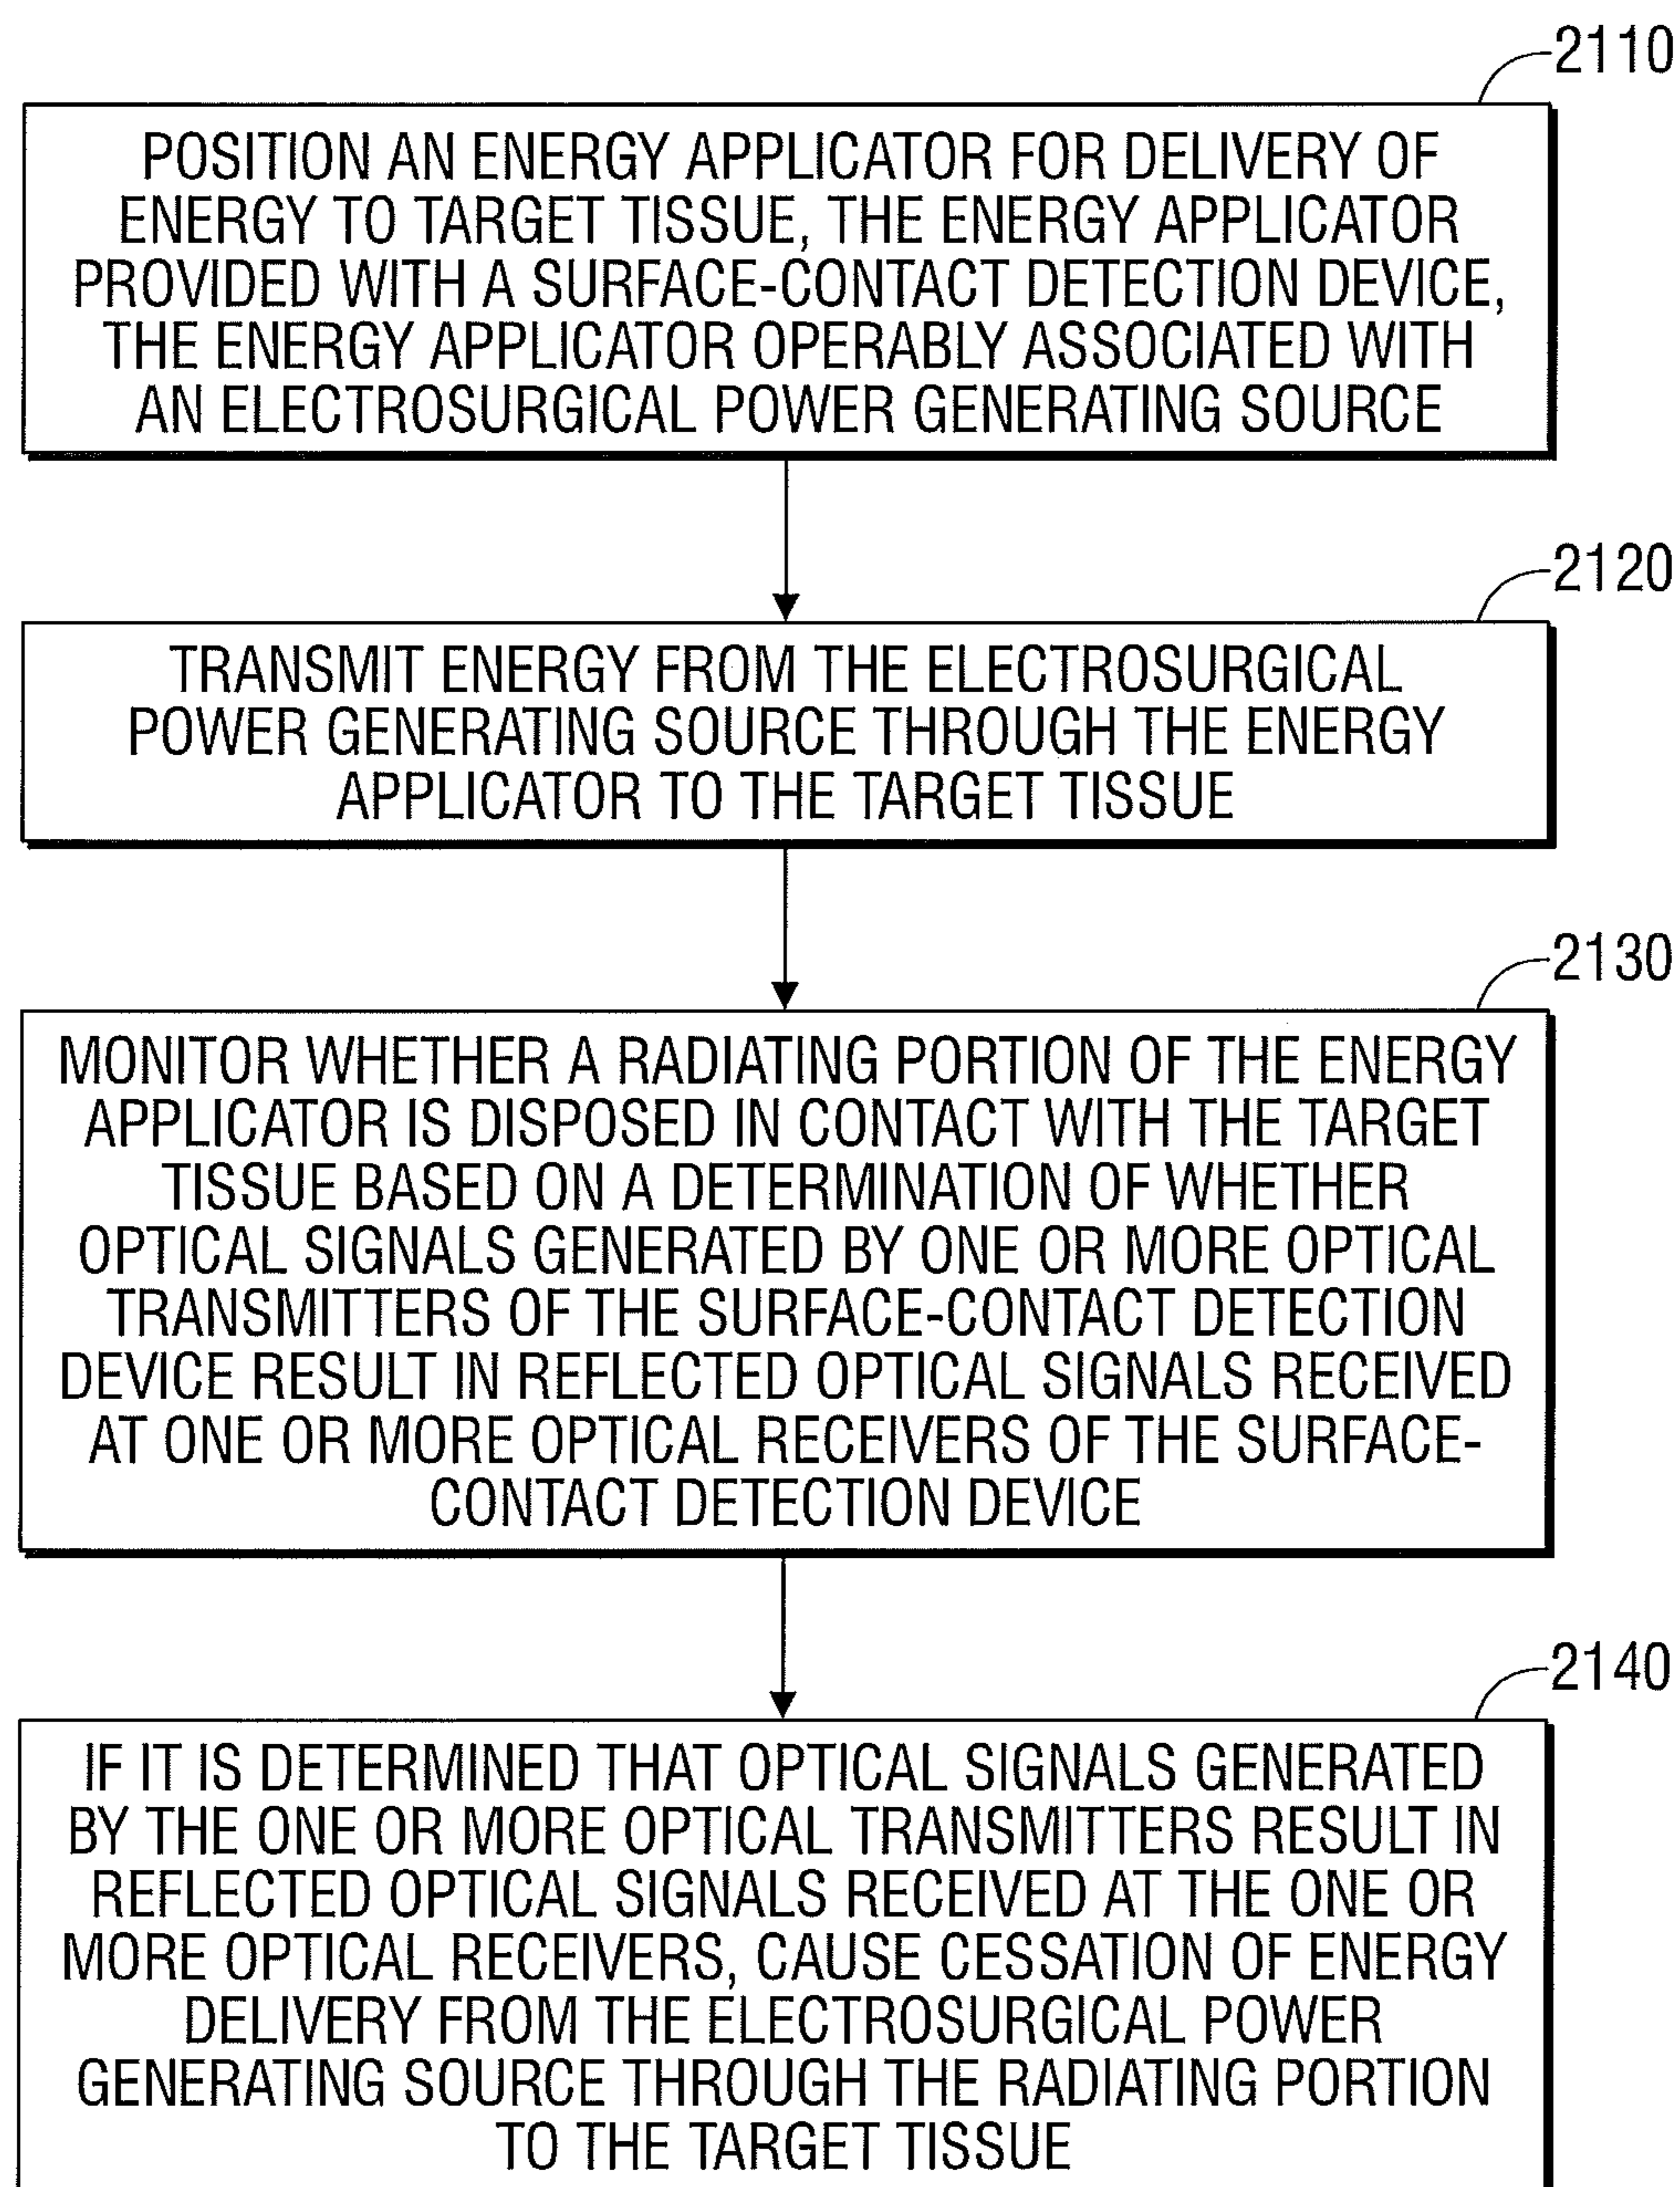 2110
POSITION AN ENERGY APPLICATOR FOR DELIVERY OF
ENERGY TO TARGET TISSUE, THE ENERGY APPLICATOR
PROVIDED WITH A SURFACE-CONTACT DETECTION DEVICE,
THE ENERGY APPLICATOR OPERABLY ASSOCIATED WITH
AN ELECTROSURGICAL POWER GENERATING SOURCE
2120
TRANSMIT ENERGY FROM THE ELECTROSURGICAL
POWER GENERATING SOURCE THROUGH THE ENERGY
APPLICATOR TO THE TARGET TISSUE
2130
MONITOR WHETHER A RADIATING PORTION OF THE ENERGY
APPLICATOR IS DISPOSED IN CONTACT WITH THE TARGET
TISSUE BASED ON A DETERMINATION OF WHETHER
OPTICAL SIGNALS GENERATED BY ONE OR MORE OPTICAL
TRANSMITTERS OF THE SURFACE-CONTACT DETECTION
DEVICE RESULT IN REFLECTED OPTICAL SIGNALS RECEIVED
AT ONE OR MORE OPTICAL RECEIVERS OF THE SURFACE-
CONTACT DETECTION DEVICE
2140
IF IT IS DETERMINED THAT OPTICAL SIGNALS GENERATED
BY THE ONE OR MORE OPTICAL TRANSMITTERS RESULT IN
REFLECTED OPTICAL SIGNALS RECEIVED AT THE ONE OR
MORE OPTICAL RECEIVERS, CAUSE CESSATION OF ENERGY
DELIVERY FROM THE ELECTROSURGICAL POWER
GENERATING SOURCE THROUGH THE RADIATING PORTION
TO THE TARGET TISSUE